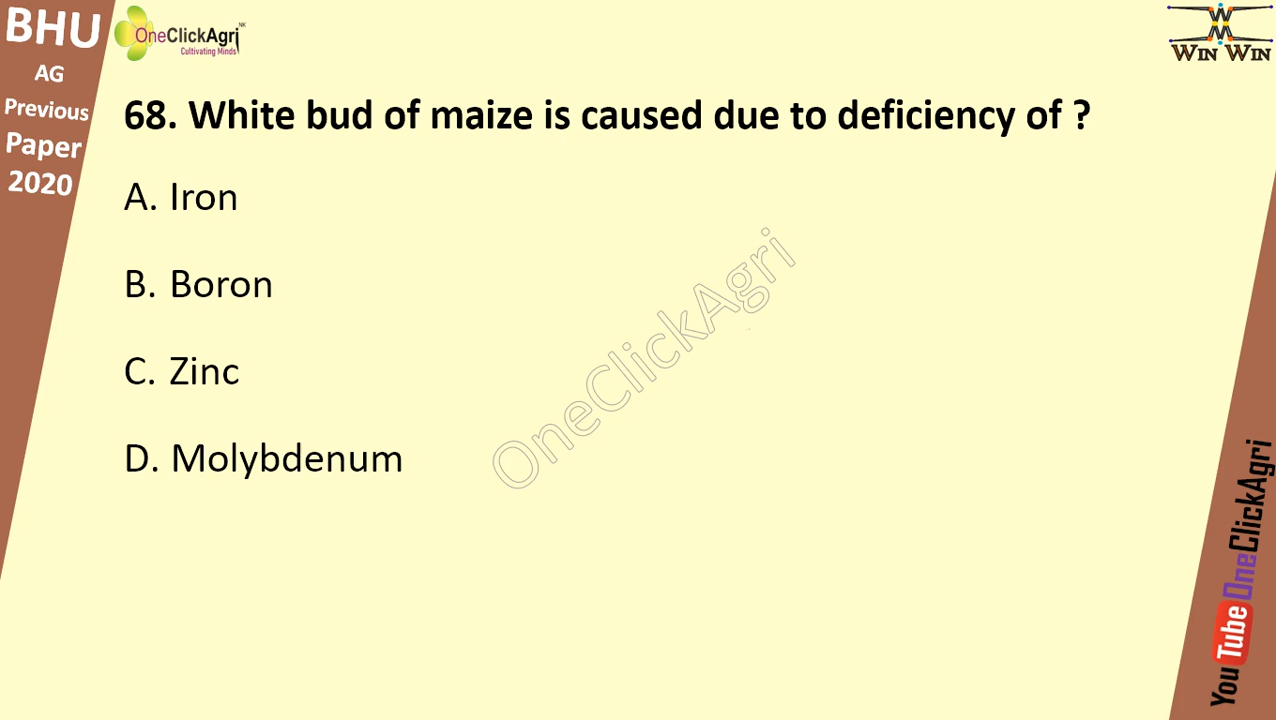 BHU
AG
Previous
Paper
2020
OneClickAgri NK
Cultivating Minds
WIN WIN
68. White bud of maize is caused due to deficiency of ?
A. Iron
B. Boron
C. Zinc
D. Molybdenum
OneClickAgri
YouTube OneClickAgri